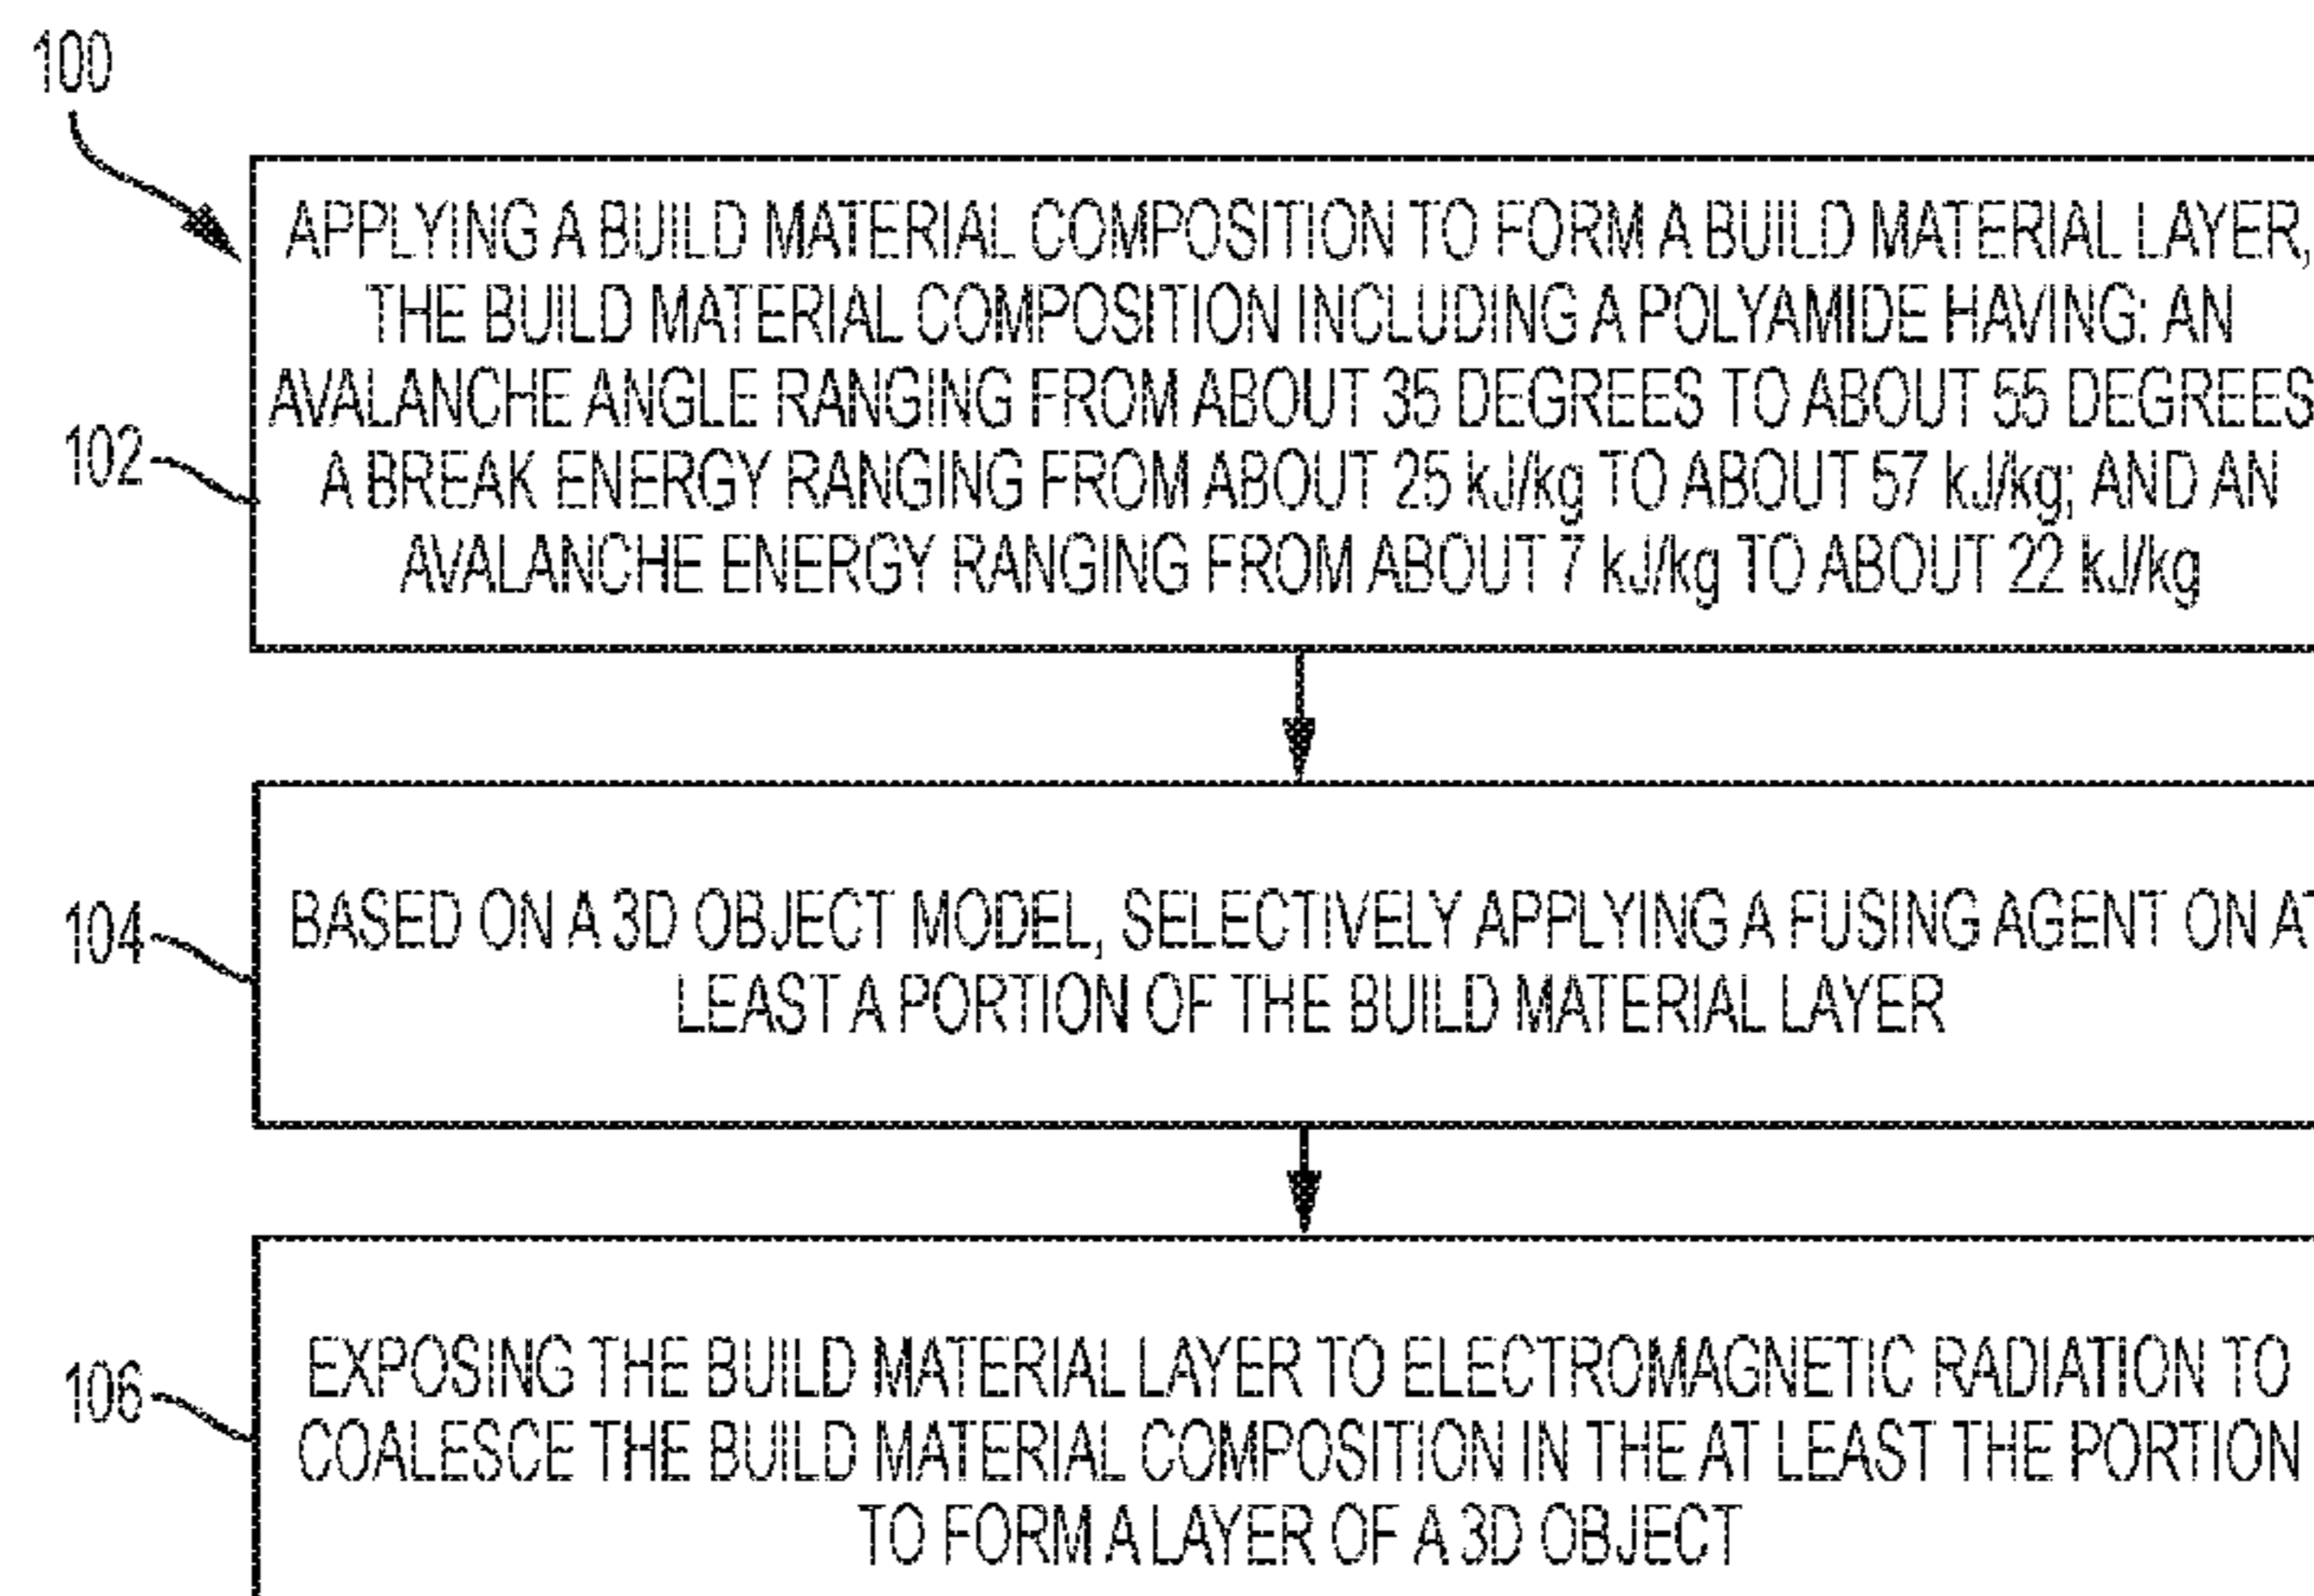 100
APPLYING A BUILD MATERIAL COMPOSITION TO FORM A BUILD MATERIAL LAYER,
THE BUILD MATERIAL COMPOSITION INCLUDING A POLYAMIDE HAVING: AN
AVALANCHE ANGLE RANGING FROM ABOUT 35 DEGREES TO ABOUT 55 DEGREES
102
A BREAK ENERGY RANGING FROM ABOUT 25 kJ/kg TO ABOUT 57 kJ/kg; AND AN
AVALANCHE ENERGY RANGING FROM ABOUT 7 kJ/kg TO ABOUT 22 kJ/kg
104
BASED ON A 3D OBJECT MODEL, SELECTIVELY APPLYING A FUSING AGENT ON AT
LEAST A PORTION OF THE BUILD MATERIAL LAYER
106
EXPOSING THE BUILD MATERIAL LAYER TO ELECTROMAGNETIC RADIATION TO
COALESCE THE BUILD MATERIAL COMPOSITION IN THE AT LEAST THE PORTION
TO FORM A LAYER OF A 3D OBJECT